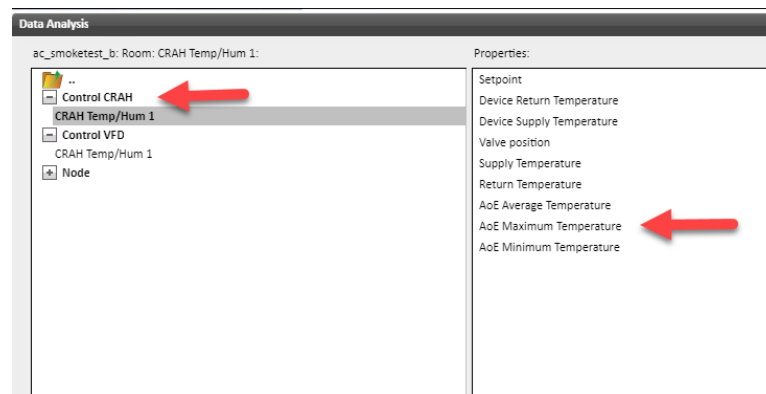 Data Analysis
ac_smoketest_b: Room: CRAH Temp/Hum 1:
..
Control CRAH
CRAH Temp/Hum 1
Control VFD
CRAH Temp/Hum 1
Node
Properties:
Setpoint
Device Return Temperature
Device Supply Temperature
Valve position
Supply Temperature
Return Temperature
AoE Average Temperature
AoE Maximum Temperature
AoE Minimum Temperature